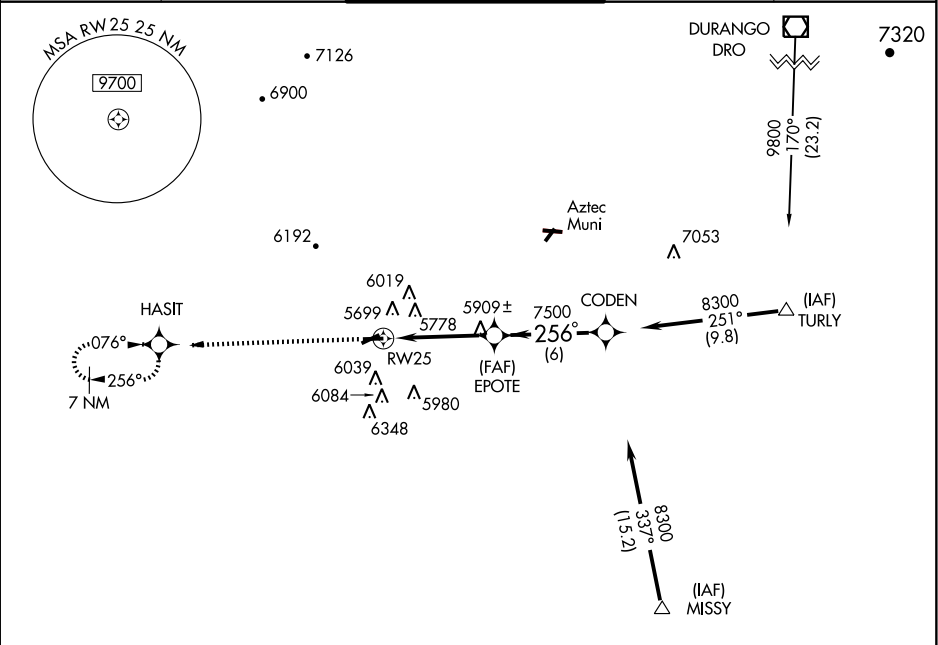 MSA RW25 25 NM
9700
7126
6900
DURANGO
DRO
7320
9800
170°
(23.2)
Aztec
Muni
6192
7053
HASIT
6019
5699
5778
5909±
7500
256°
(6)
CODEN
8300
251°
(9.8)
(IAF)
TURLY
076°
256°
7 NM
RW25
(FAF)
EPOTE
6039
6084
5980
6348
8300
337°
(15.2)
(IAF)
MISSY